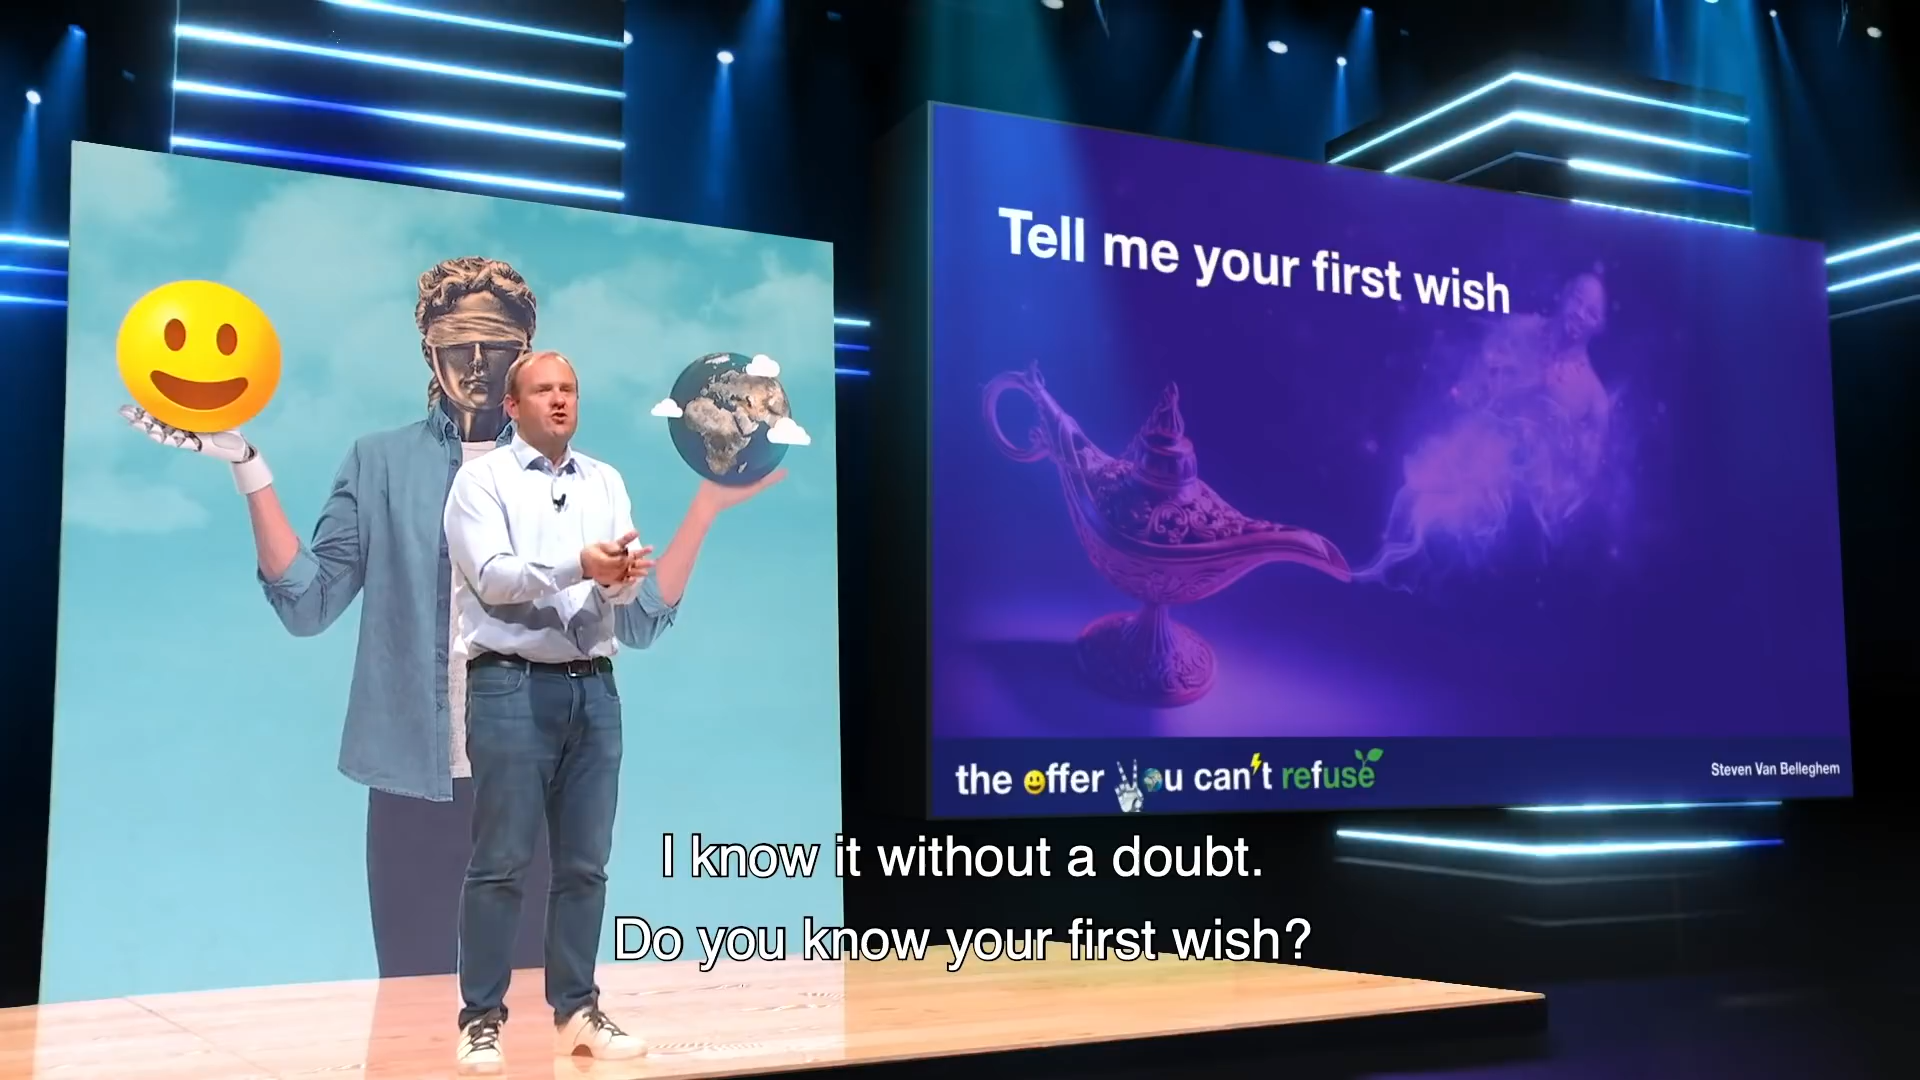 Tell me your first wish
the offer you can't refuse
Steven Van Belleghem
I know it without a doubt.
Do you know your first wish?